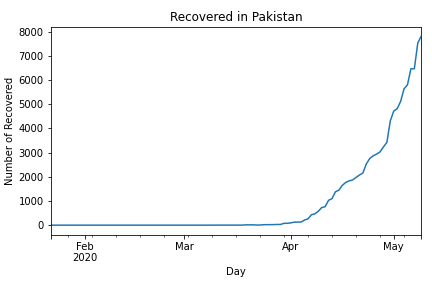 Recovered in Pakistan
8000
7000
6000
5000
4000
3000
2000
1000
0
Number of Recovered
Feb
2020
Mar
Apr
May
Day